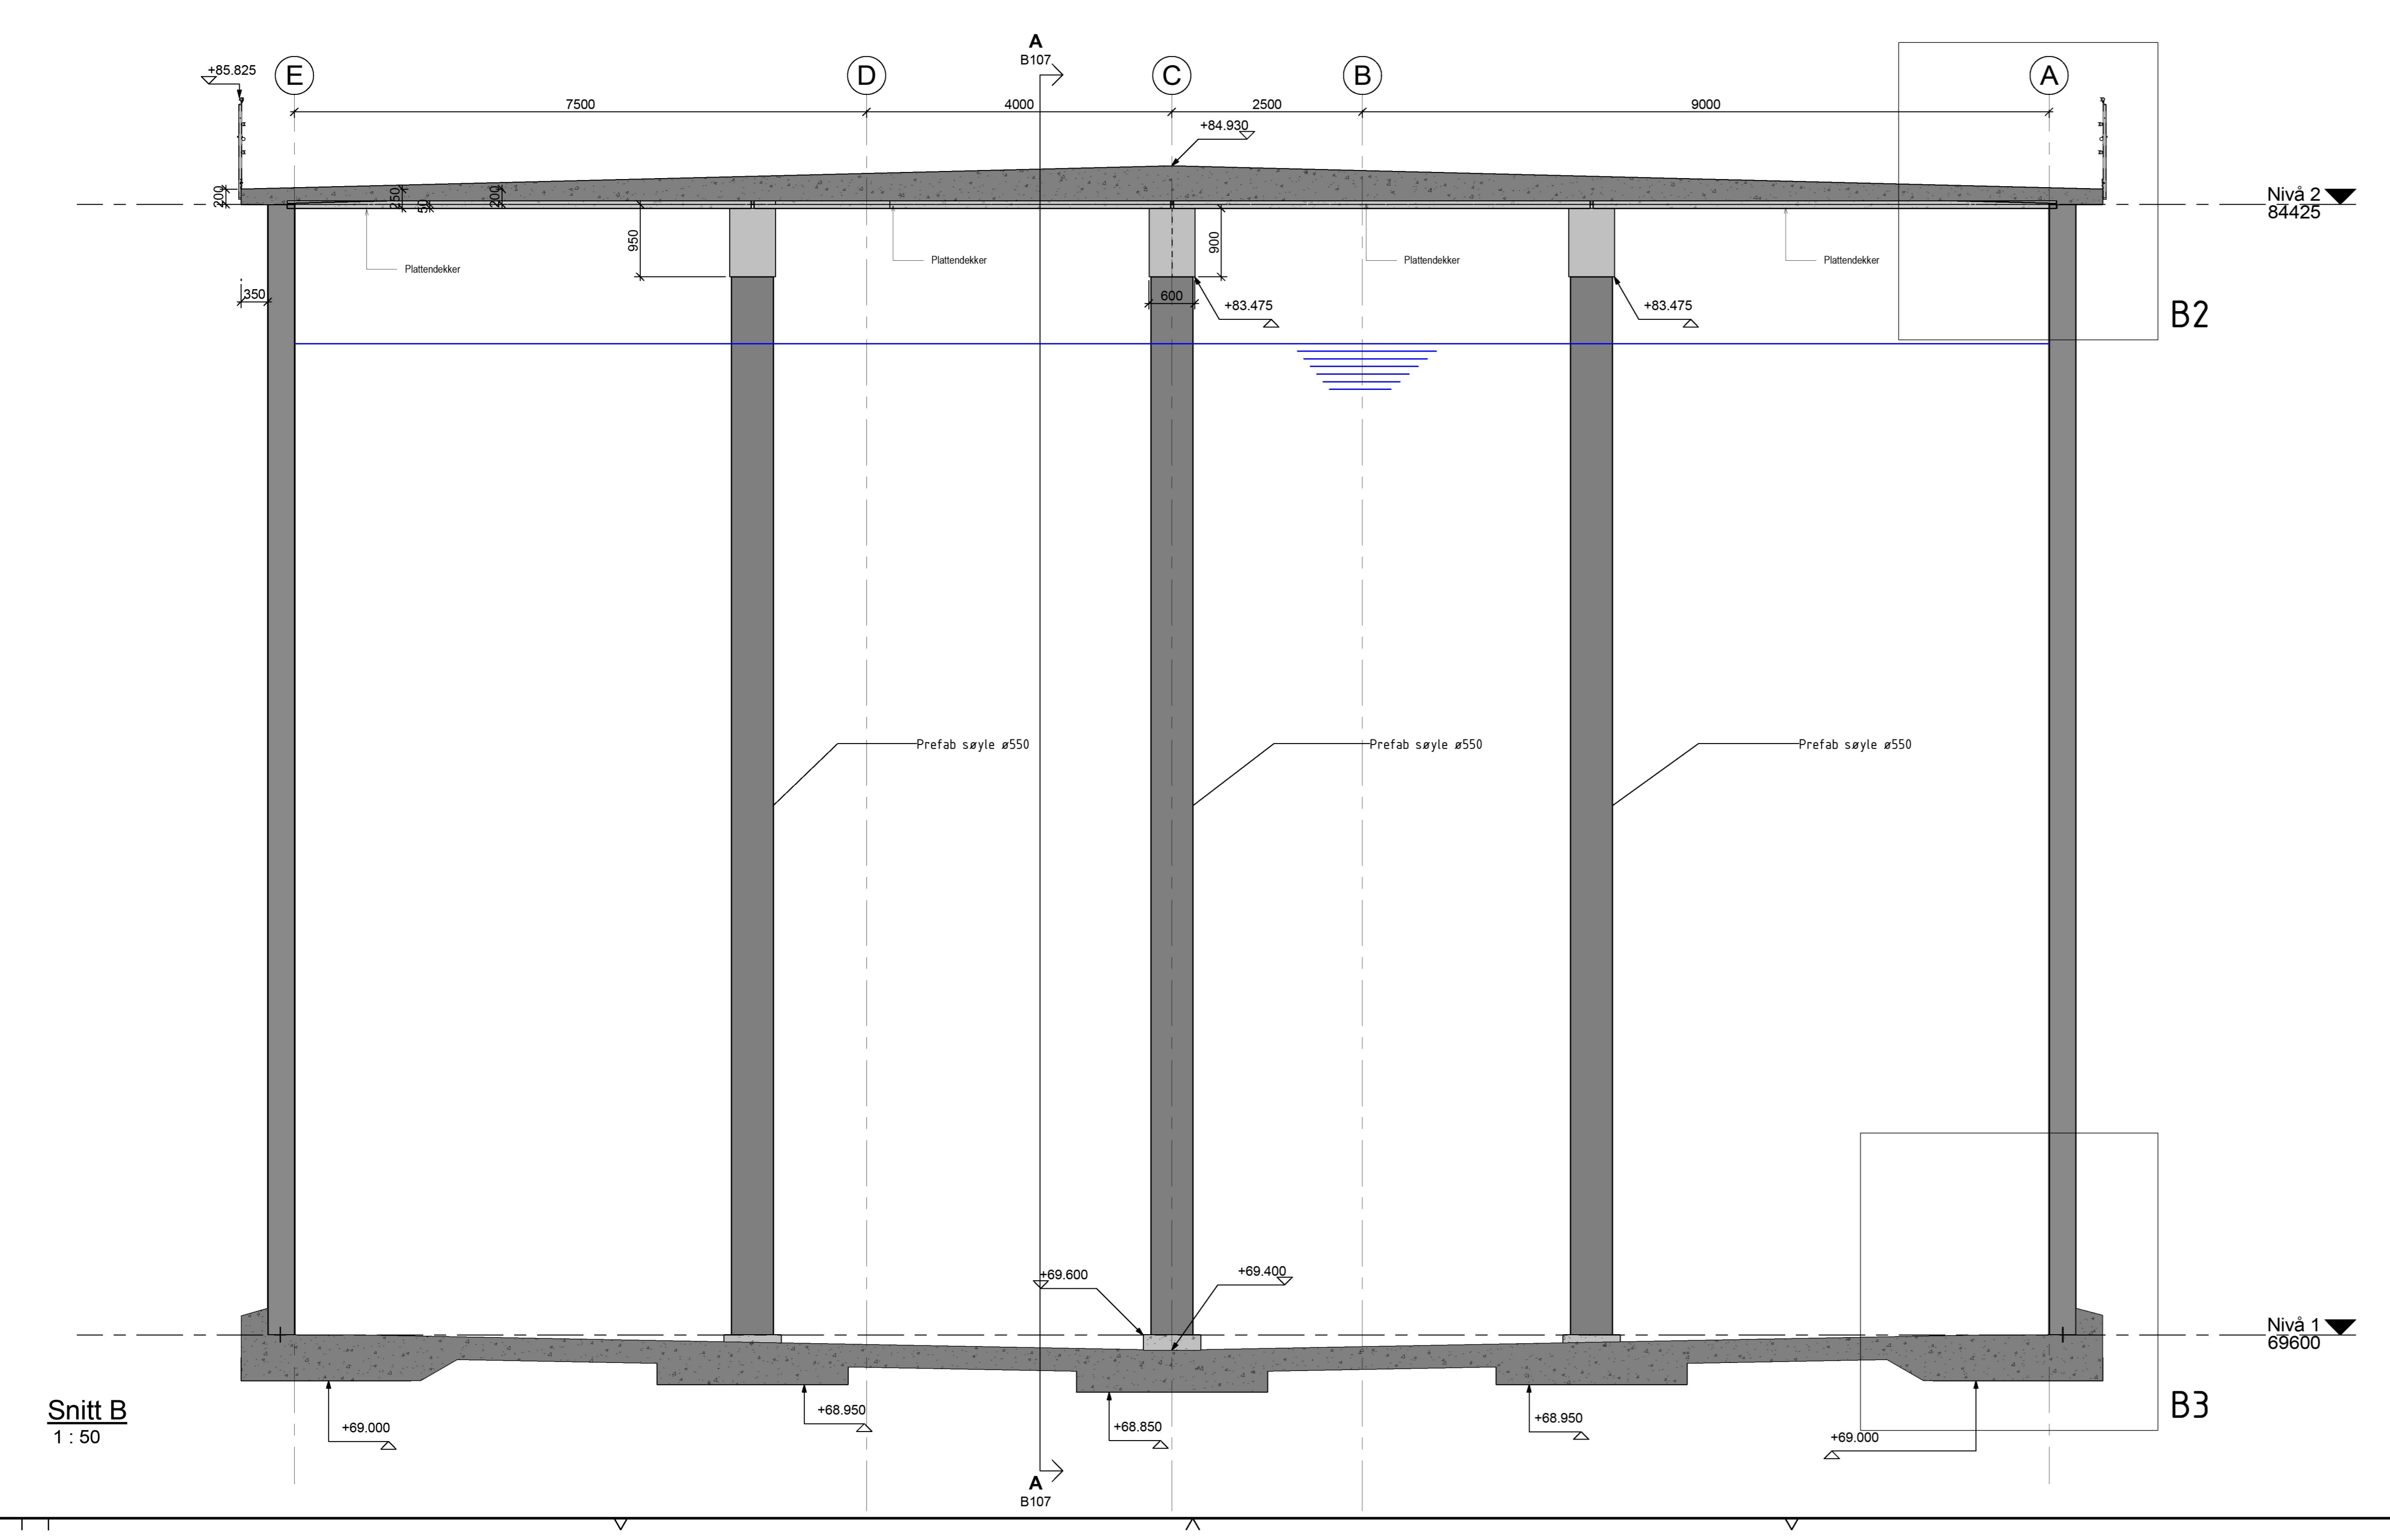 A
B107
+85.825
E
D
C
B
A
7500
4000
2500
9000
+84.930
200
250
50
200
Nivå 2
84425
950
900
Plattendekker
Plattendekker
Plattendekker
Plattendekker
350
600
+83.475
+83.475
B2
Prefab søyle ø550
Prefab søyle ø550
Prefab søyle ø550
+69.600
+69.400
Nivå 1
69600
B3
Snitt B
1 : 50
+69.000
+68.950
+68.850
+68.950
+69.000
A
B107